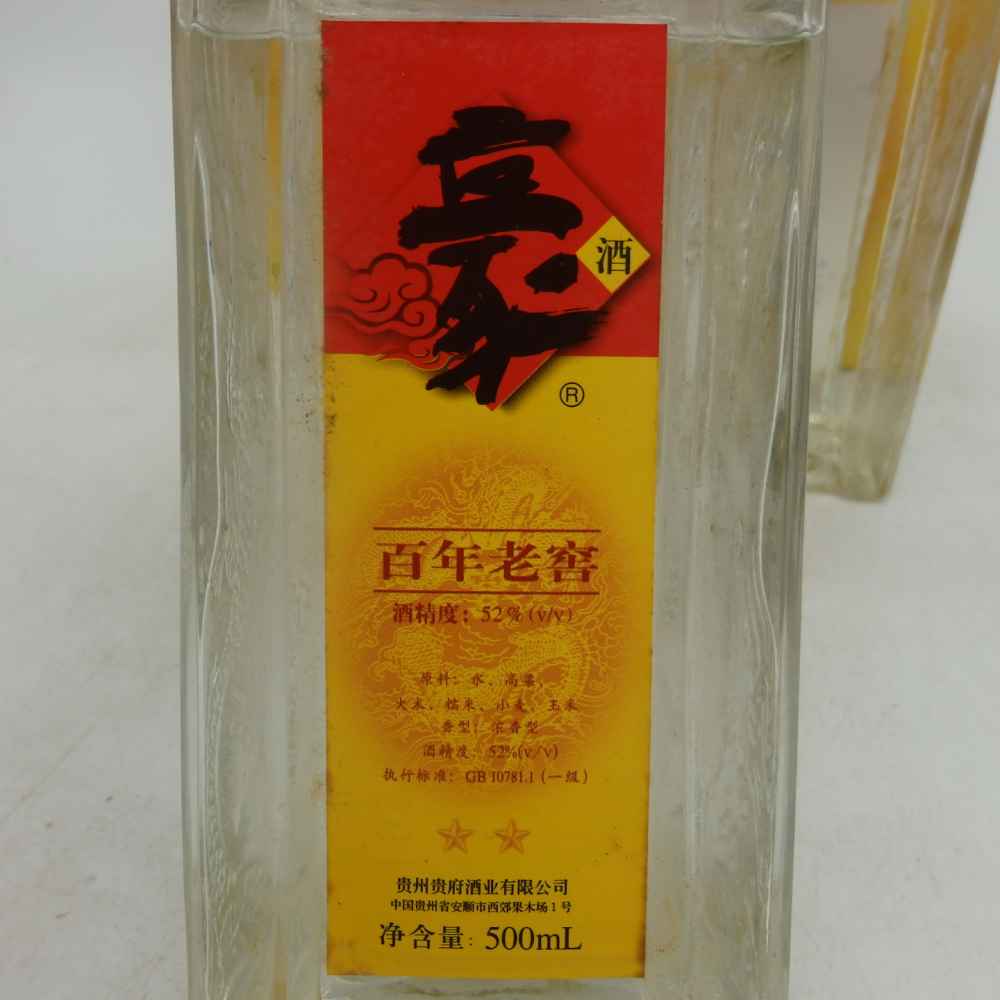 豪
酒
®
百年老窖
酒精度：52%(v/v)
原料：水、高粱、
大米、糯米、小麦、玉米
香型：浓香型
酒精度：52%(v/v)
执行标准：GB 10781.1（一级）
贵州贵府酒业有限公司
中国贵州省安顺市西郊果木场1号
净含量：500mL